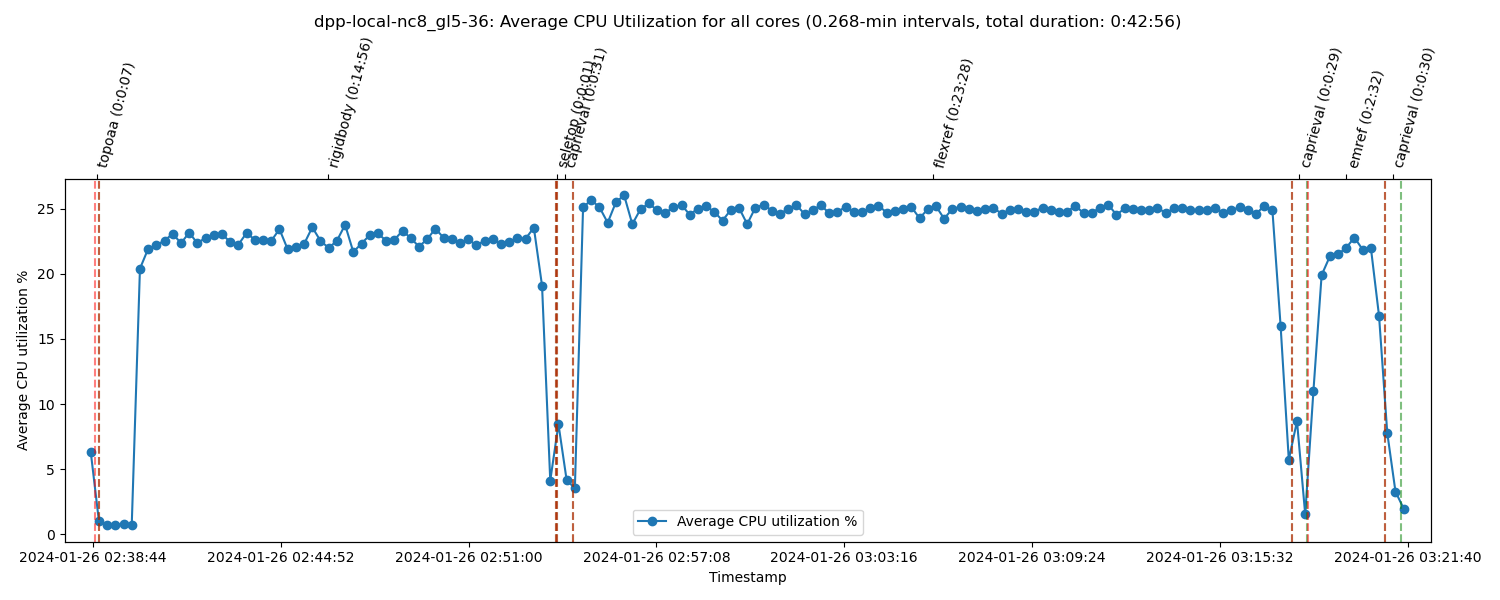 dpp-local-nc8_gl5-36: Average CPU Utilization for all cores (0.268-min intervals, total duration: 0:42:56)
topoaa (0:0:07)
rigidbody (0:14:56)
seletop (0:0:01)
caprieval (0:0:31)
flexref (0:23:28)
caprieval (0:0:29)
emref (0:2:32)
caprieval (0:0:30)
Average CPU utilization %
25
20
15
10
5
0
Average CPU utilization %
2024-01-26 02:38:44
2024-01-26 02:44:52
2024-01-26 02:51:00
2024-01-26 02:57:08
2024-01-26 03:03:16
2024-01-26 03:09:24
2024-01-26 03:15:32
2024-01-26 03:21:40
Timestamp